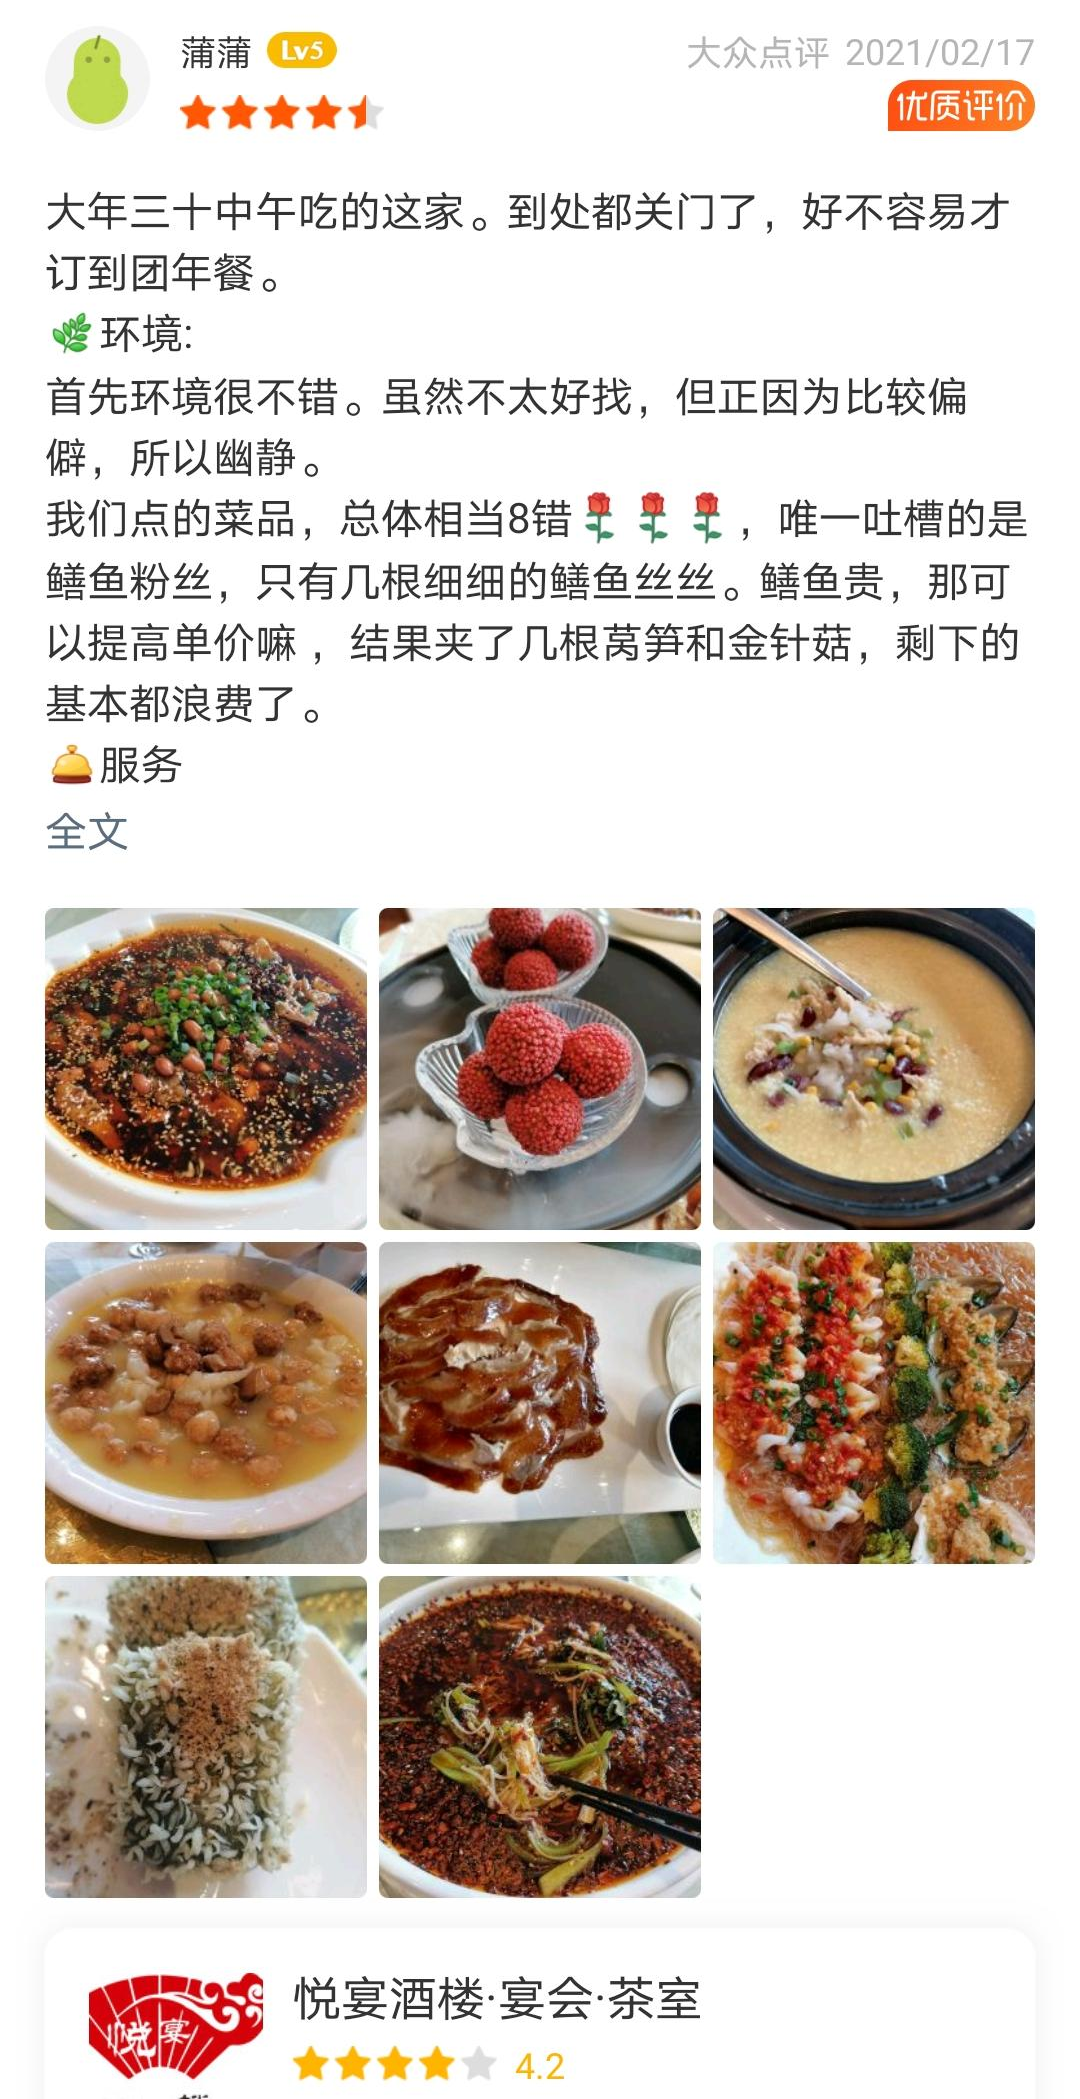 蒲蒲 Lv5 大众点评 2021/02/17
优质评价
大年三十中午吃的这家。到处都关门了，好不容易才
订到团年餐。
🌿环境:
首先环境很不错。虽然不太好找，但正因为比较偏
僻，所以幽静。
我们点的菜品，总体相当8错🌹🌹🌹，唯一吐槽的是
鳝鱼粉丝，只有几根细细的鳝鱼丝丝。鳝鱼贵，那可
以提高单价嘛 ，结果夹了几根莴笋和金针菇，剩下的
基本都浪费了。
🛎️服务
全文
悦宴
悦宴酒楼·宴会·茶室
4.2